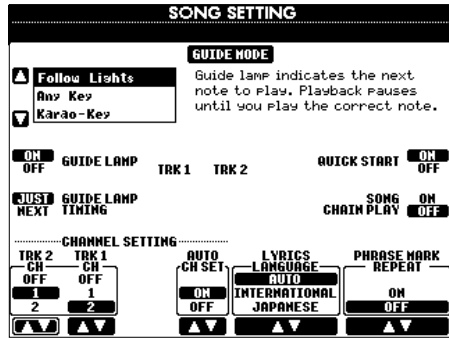 SONG SETTING
GUIDE MODE
Follow Lights
Any Key
Karao-Key
Guide lamp indicates the next
note to play. Playback pauses
until you play the correct note.
ON
OFF
GUIDE LAMP
TRK 1
TRK 2
QUICK START
ON
OFF
JUST
NEXT
GUIDE LAMP
TIMING
SONG
CHAIN PLAY
ON
OFF
CHANNEL SETTING
TRK 2
CH
OFF
1
2
TRK 1
CH
OFF
1
2
AUTO
CH SET
ON
OFF
LYRICS
LANGUAGE
AUTO
INTERNATIONAL
JAPANESE
PHRASE MARK
REPEAT
ON
OFF